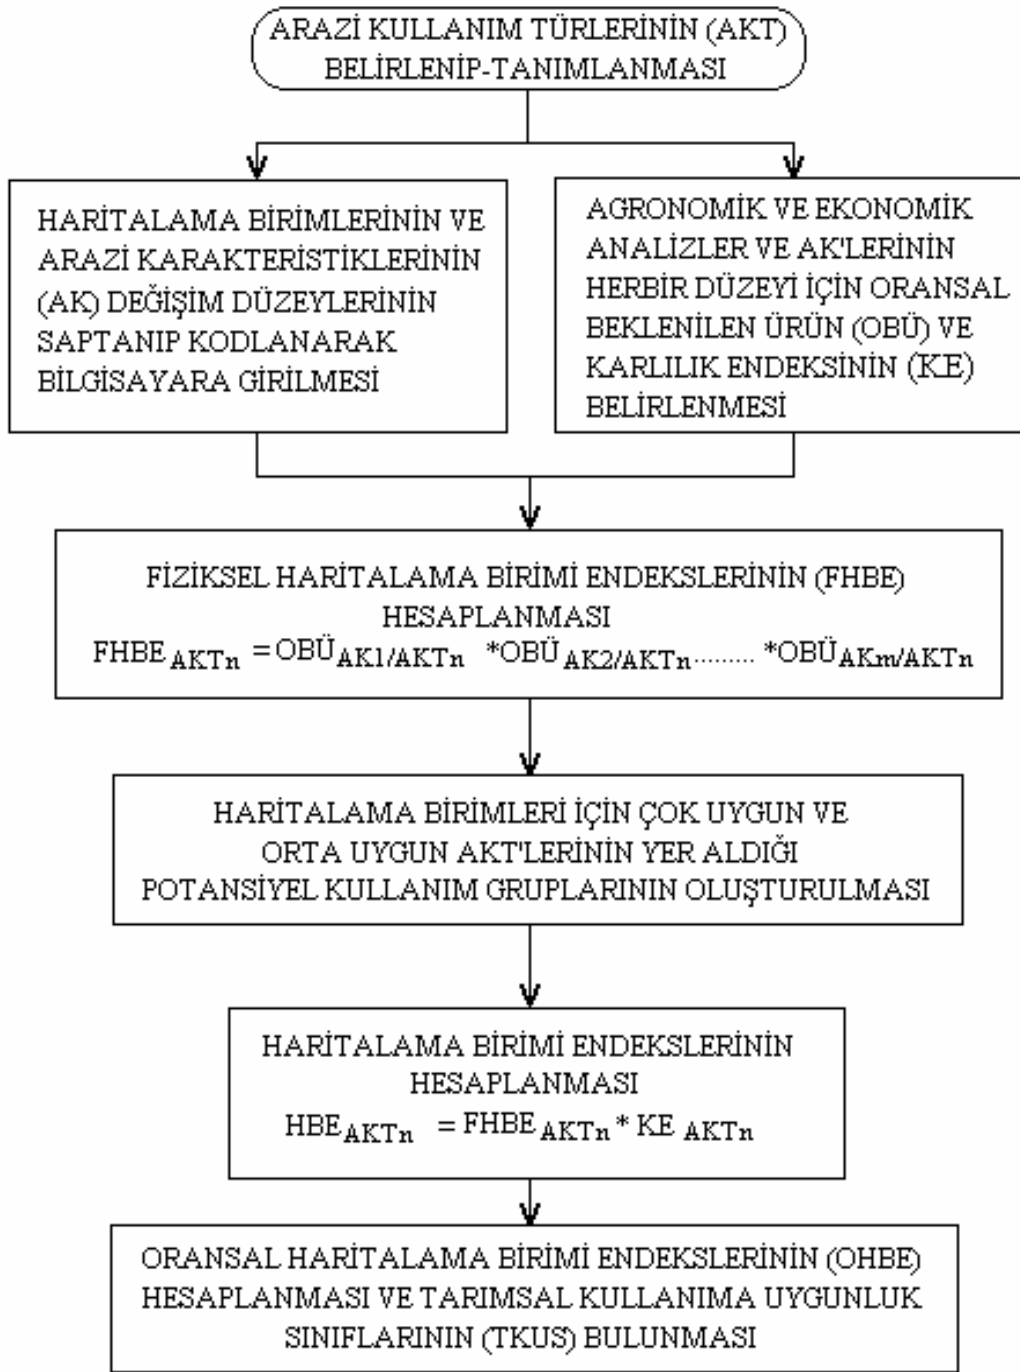 ARAZİ KULLANIM TÜRLERİNİN (AKT)
BELİRLENİP-TANIMLANMASI
HARİTALAMA BİRİMLERİNİN VE
ARAZİ KARAKTERİSTİKLERİNİN
(AK) DEĞİŞİM DÜZEYLERİNİN
SAPTANIP KODLANARAK
BİLGİSAYARA GİRİLMESİ
AGRONOMİK VE EKONOMİK
ANALİZLER VE AK'LERİNİN
HERBİR DÜZEYİ İÇİN ORANSAL
BEKLENİLEN ÜRÜN (OBÜ) VE
KARLILIK ENDEKSİNİN (KE)
BELİRLENMESİ
FİZİKSEL HARİTALAMA BİRİMİ ENDEKSLERİNİN (FHBE)
HESAPLANMASI
FHBE AKTn = OBÜ AK1/AKTn *OBÜ AK2/AKTn......... *OBÜ AKm/AKTn
HARİTALAMA BİRİMLERİ İÇİN ÇOK UYGUN VE
ORTA UYGUN AKT'LERİNİN YER ALDIĞI
POTANSİYEL KULLANIM GRUPLARININ OLUŞTURULMASI
HARİTALAMA BİRİMİ ENDEKSLERİNİN
HESAPLANMASI
HBE AKTn = FHBE AKTn * KE AKTn
ORANSAL HARİTALAMA BİRİMİ ENDEKSLERİNİN (OHBE)
HESAPLANMASI VE TARIMSAL KULLANIMA UYGUNLUK
SINIFLARININ (TKUS) BULUNMASI